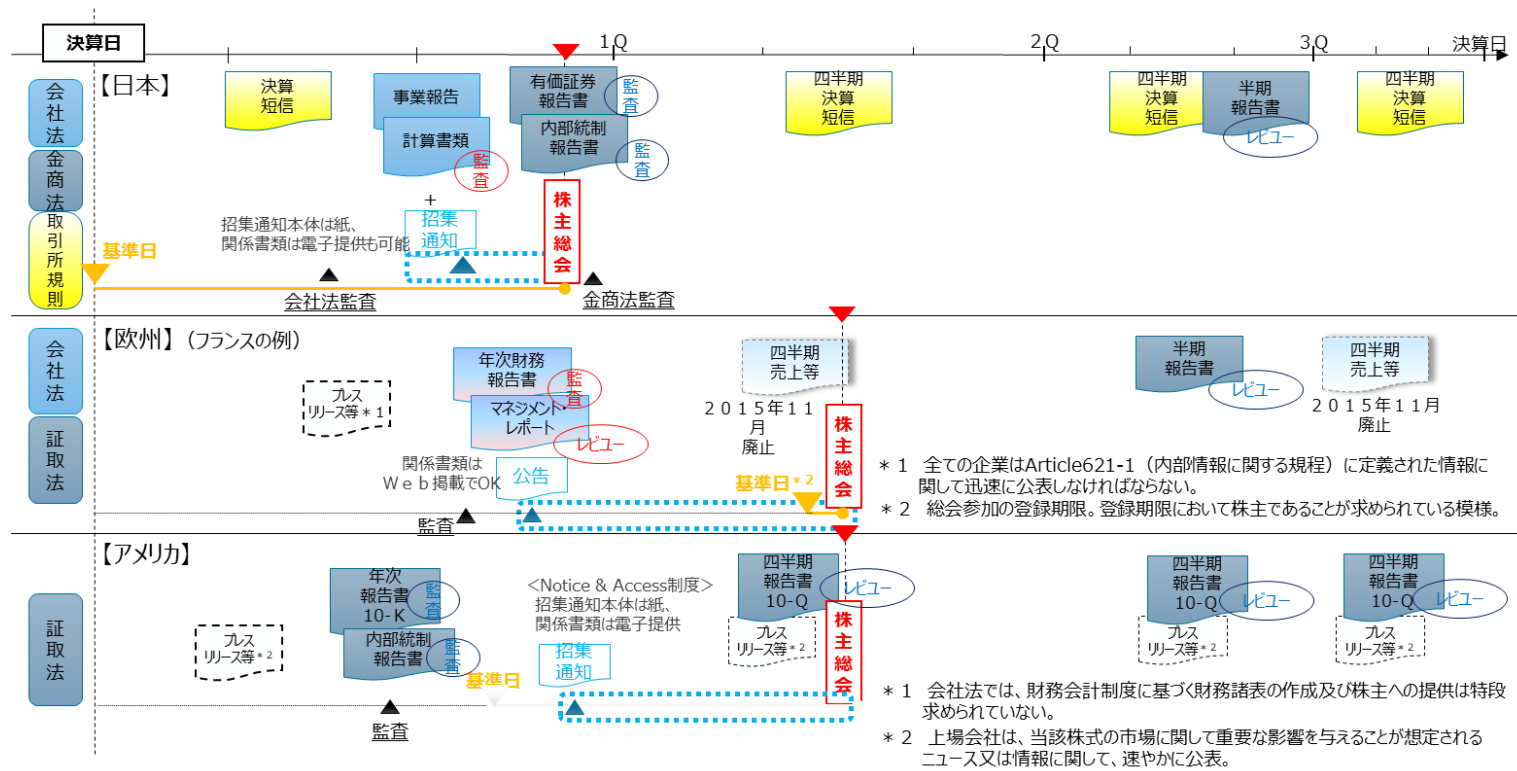 決算日
1Q
2Q
3Q
決算日
会社法
金商法
取引所規則
【日本】
決算
短信
事業報告
計算書類
監査
+
招集
通知
有価証券
報告書
監査
内部統制
報告書
監査
四半期
決算
短信
四半期
決算
短信
半期
報告書
レビュー
四半期
決算
短信
招集通知本体は紙、
関係書類は電子提供も可能
基準日
株主総会
会社法監査
金商法監査
会社法
証取法
【欧州】（フランスの例）
プレス
リリース等＊1
年次財務
報告書
監査
マネジメント・
レポート
レビュー
関係書類は
Ｗｅｂ掲載でOK
公告
四半期
売上等
２０１５年１１
月
廃止
基準日＊2
株主総会
監査
半期
報告書
レビュー
四半期
売上等
２０１５年１１月
廃止
＊１　全ての企業はArticle621-1（内部情報に関する規程）に定義された情報に
関して迅速に公表しなければならない。
＊２　総会参加の登録期限。登録期限において株主であることが求められている模様。
証取法
【アメリカ】
プレス
リリース等＊2
年次
報告書
10-K
監査
内部統制
報告書
監査
＜Notice & Access制度＞
招集通知本体は紙、
関係書類は電子提供
招集
通知
基準日
監査
四半期
報告書
10-Q
レビュー
プレス
リリース等＊2
株主総会
四半期
報告書
10-Q
レビュー
プレス
リリース等＊2
四半期
報告書
10-Q
レビュー
プレス
リリース等＊2
＊１　会社法では、財務会計制度に基づく財務諸表の作成及び株主への提供は特段
求められていない。
＊２　上場会社は、当該株式の市場に関して重要な影響を与えることが想定される
ニュース又は情報に関して、速やかに公表。